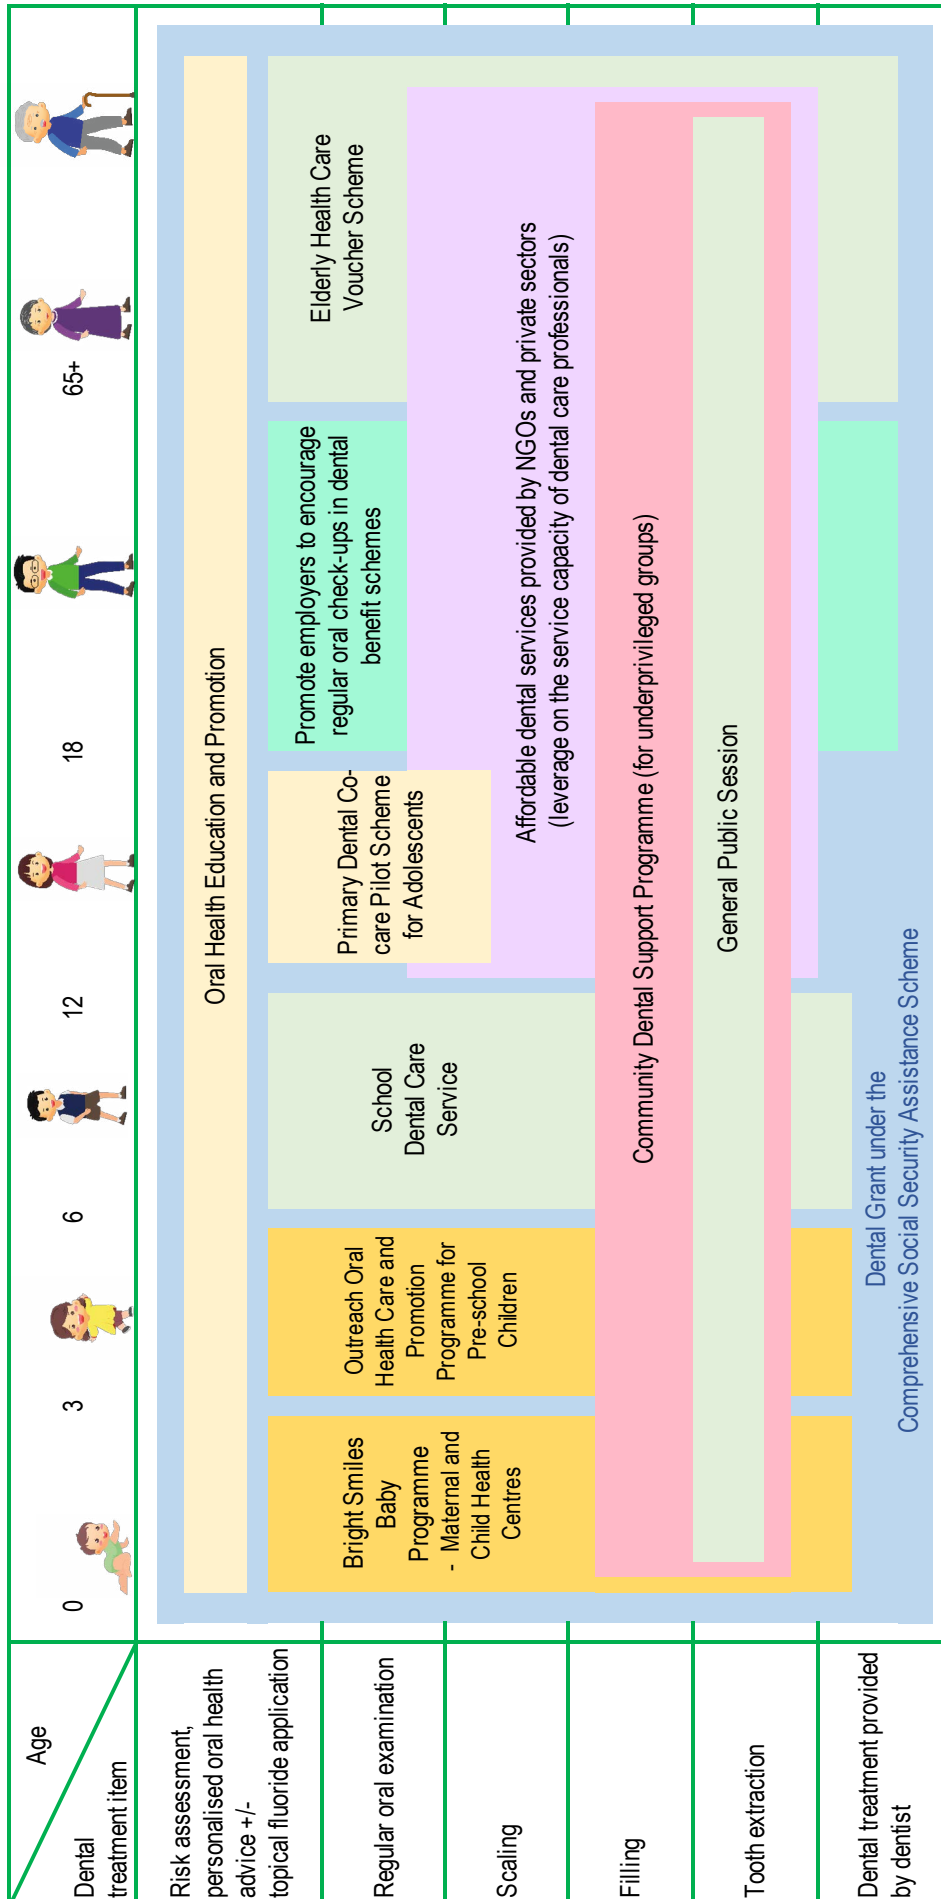 Age
Dental
treatment item
0
3
6
12
18
65+
Risk assessment,
personalised oral health
advice +/-
topical fluoride application
Regular oral examination
Scaling
Filling
Tooth extraction
Dental treatment provided
by dentist
Oral Health Education and Promotion
Bright Smiles
Baby
Programme
- Maternal and
Child Health
Centres
Outreach Oral
Health Care and
Promotion
Programme for
Pre-school
Children
School
Dental Care
Service
Primary Dental Co-
care Pilot Scheme
for Adolescents
Promote employers to encourage
regular oral check-ups in dental
benefit schemes
Elderly Health Care
Voucher Scheme
Affordable dental services provided by NGOs and private sectors
(leverage on the service capacity of dental care professionals)
Community Dental Support Programme (for underprivileged groups)
General Public Session
Dental Grant under the
Comprehensive Social Security Assistance Scheme